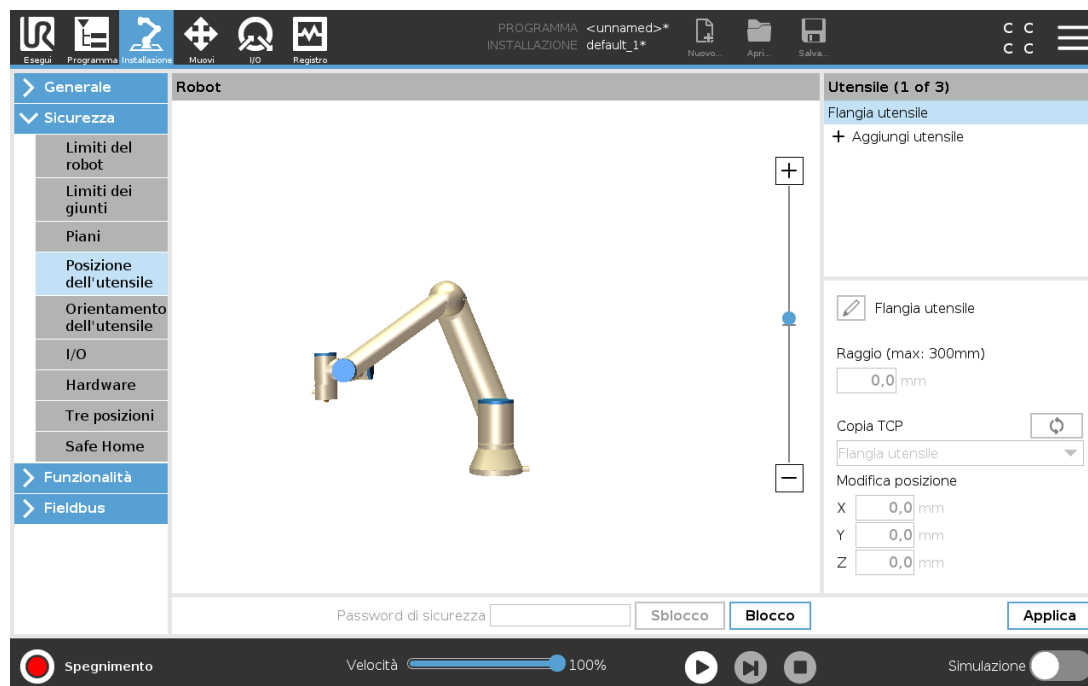 PROGRAMMA <unnamed>*
INSTALLAZIONE default_1*
Nuovo...
Apri...
Salva...
C C
C C
Esegui
Programma
Installazione
Muovi
I/O
Registro
Generale
Sicurezza
Limiti del
robot
Limiti dei
giunti
Piani
Posizione
dell'utensile
Orientamento
dell'utensile
I/O
Hardware
Tre posizioni
Safe Home
Funzionalità
Fieldbus
Robot
Utensile (1 of 3)
Flangia utensile
+ Aggiungi utensile
Flangia utensile
Raggio (max: 300mm)
0,0 mm
Copia TCP
Flangia utensile
Modifica posizione
X 0,0 mm
Y 0,0 mm
Z 0,0 mm
Password di sicurezza
Sblocco
Blocco
Applica
Spegnimento
Velocità
100%
Simulazione